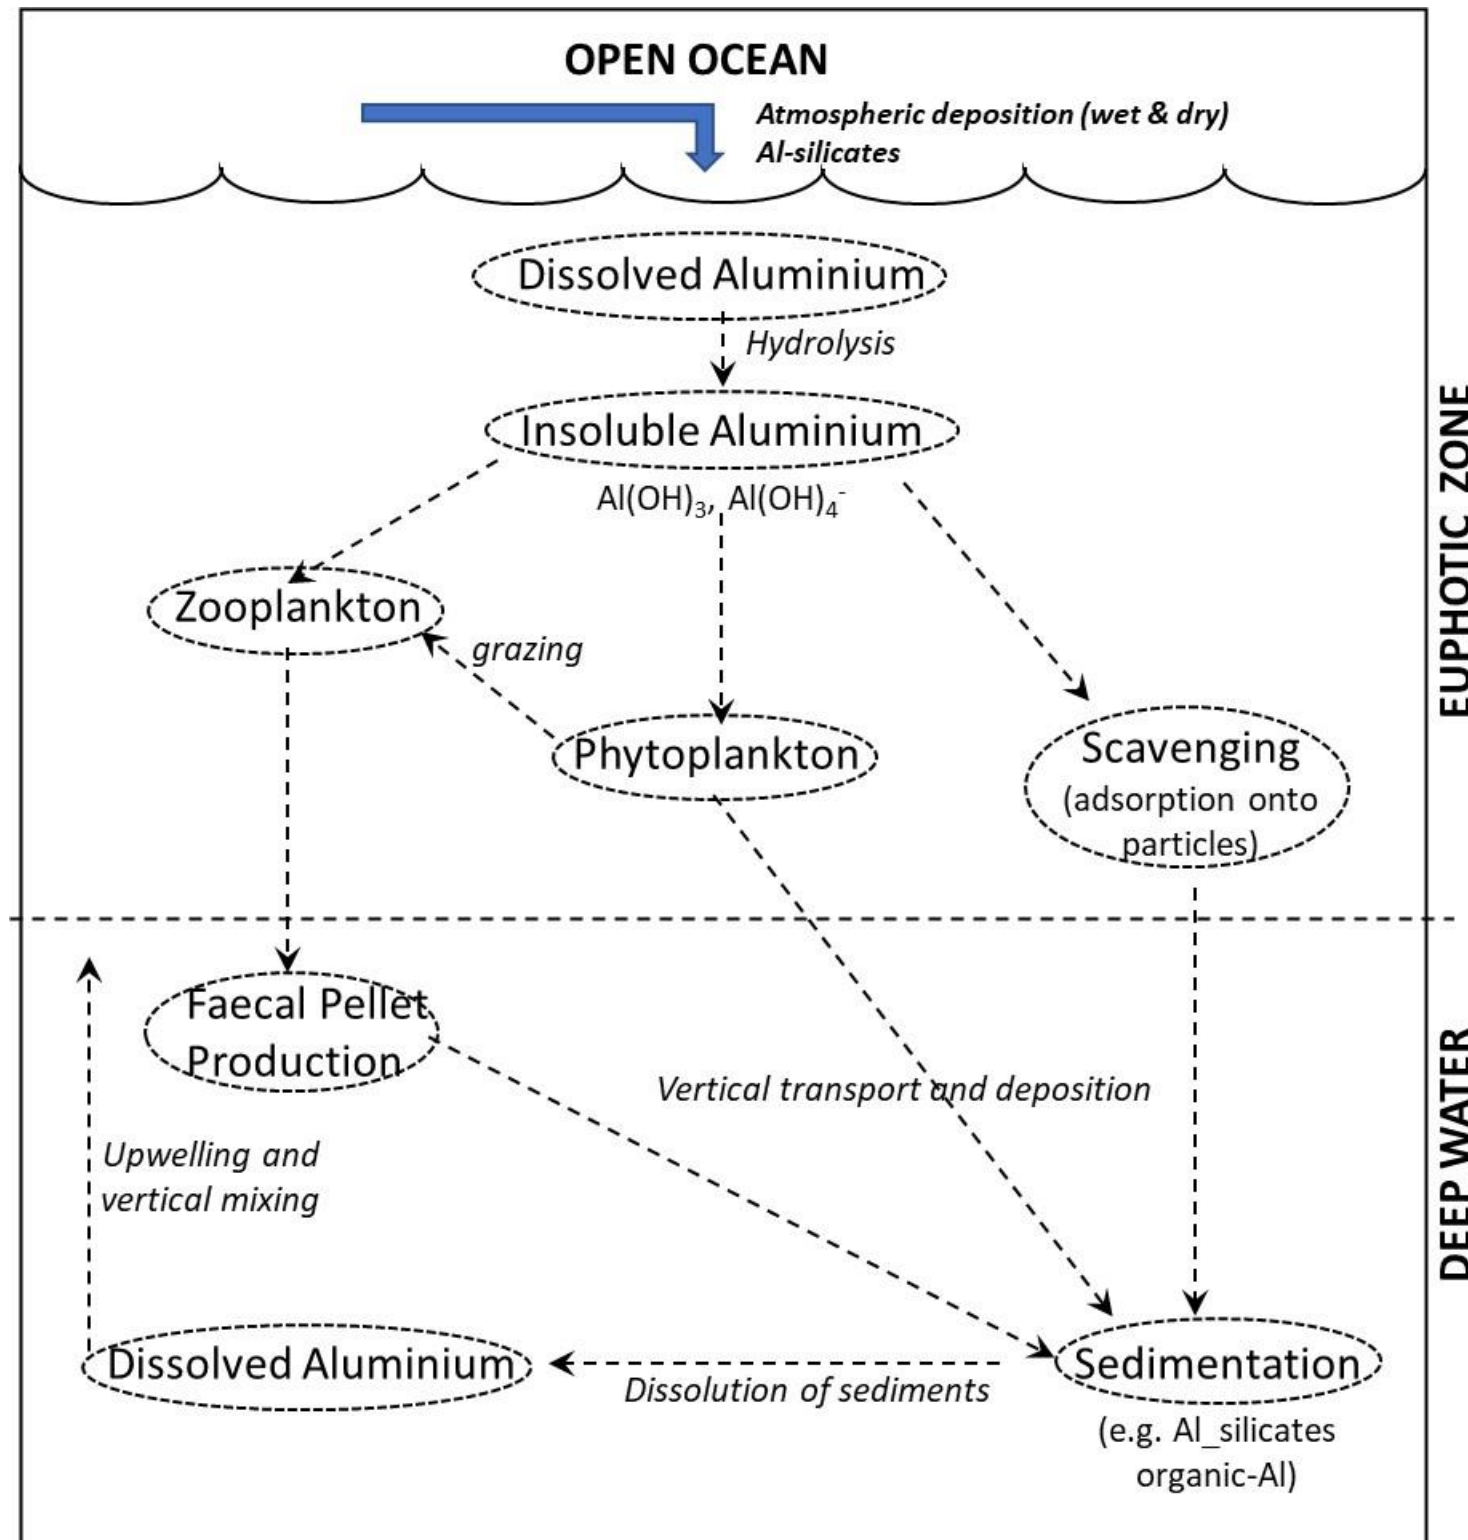 OPEN OCEAN
Atmospheric deposition (wet & dry)
Al-silicates
Dissolved Aluminium
Hydrolysis
Insoluble Aluminium
Al(OH)₃, Al(OH)₄⁻
Zooplankton
grazing
Phytoplankton
Scavenging
(adsorption onto
particles)
EUPHOTIC ZONE
Faecal Pellet
Production
Vertical transport and deposition
Upwelling and
vertical mixing
Dissolved Aluminium
Dissolution of sediments
Sedimentation
(e.g. Al_silicates
organic-Al)
DEEP WATER